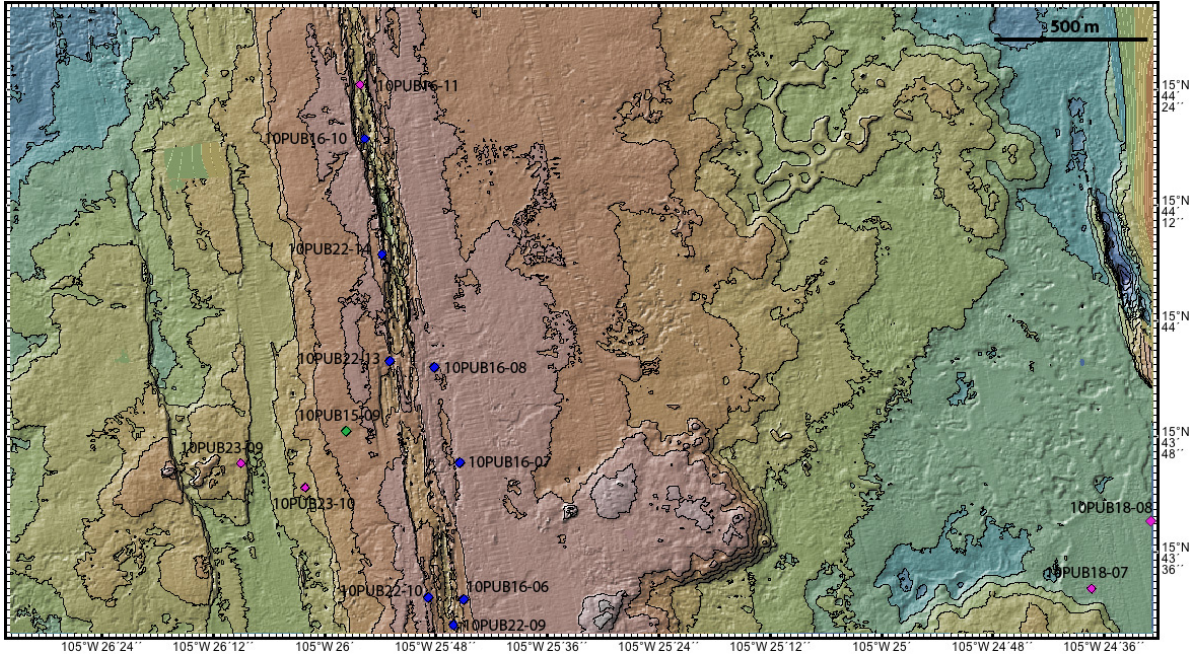 500 m
10PUB16-11
15°N
44´
24´´
10PUB16-10
15°N
44´
12´´
10PUB22-14
15°N
44´
10PUB22-13
10PUB16-08
10PUB15-09
15°N
43´
48´´
10PUB23-09
10PUB16-07
10PUB23-10
10PUB18-08
15°N
43´
36´´
10PUB18-07
10PUB22-10
10PUB16-06
10PUB22-09
105°W 26´24´´
105°W 26´12´´
105°W 26´
105°W 25´48´´
105°W 25´36´´
105°W 25´24´´
105°W 25´12´´
105°W 25´
105°W 24´48´´
105°W 24´36´´